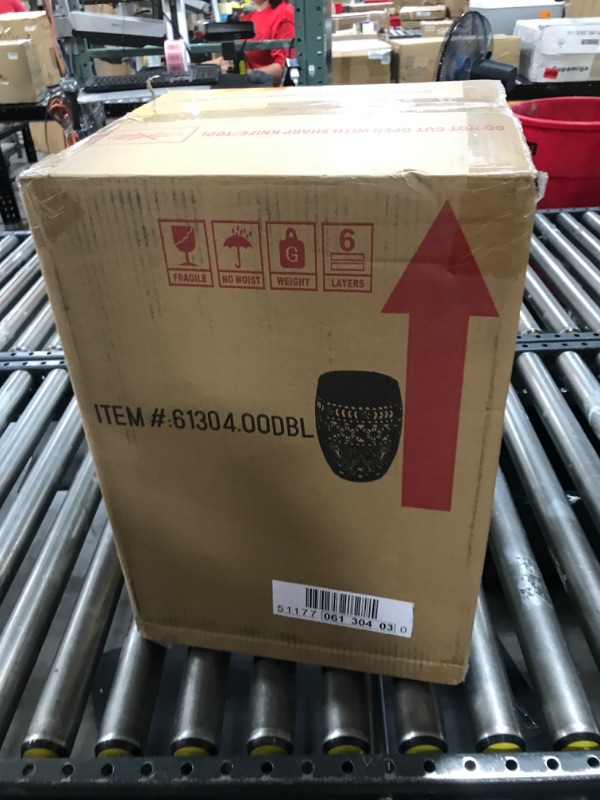 DO NOT CUT OPEN WITH SHARP KNIFE/TOOL
6
G
FRAGILE
NO MOIST
WEIGHT
LAYERS
ITEM #:61304.00DBL
51177 061 304 03 0